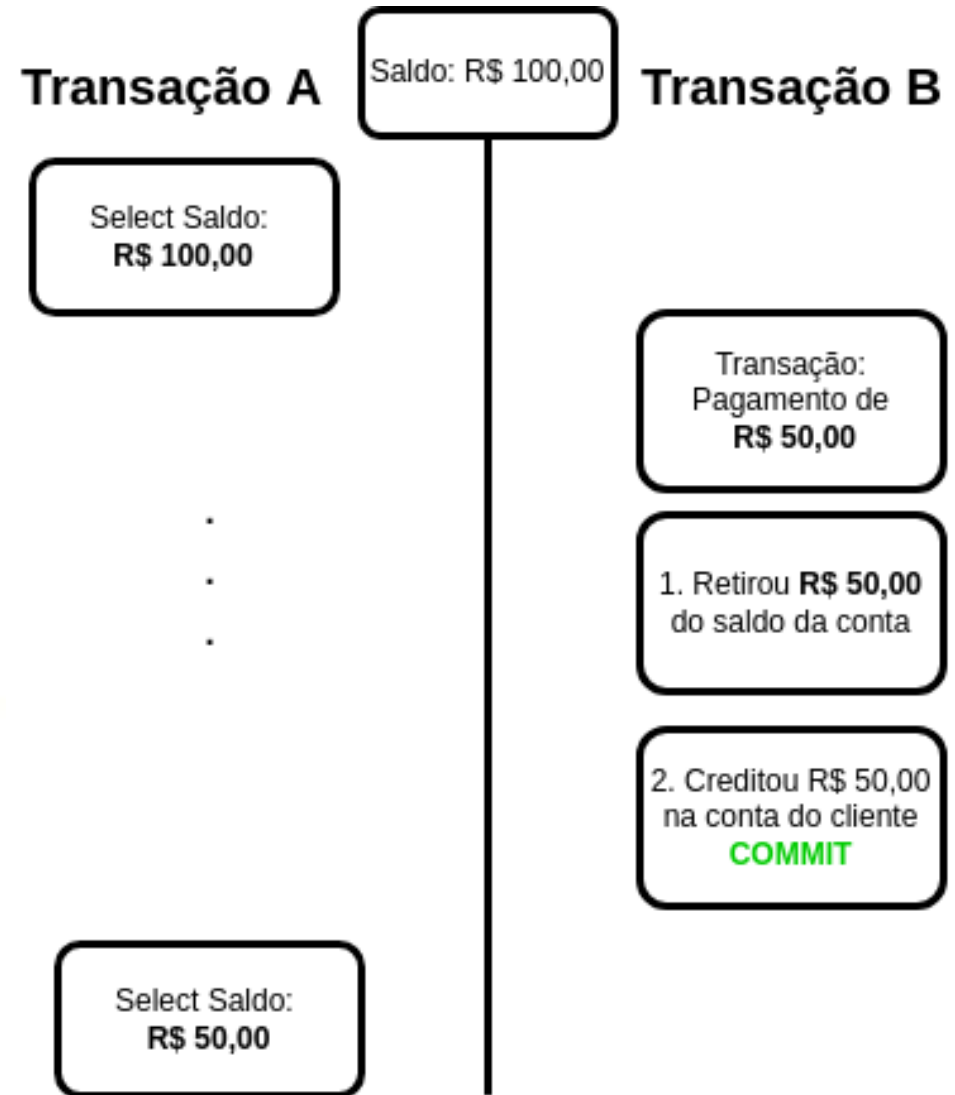 Saldo: R$ 100,00
Transação A
Transação B
Select Saldo:
R$ 100,00
Transação:
Pagamento de
R$ 50,00
.
.
.
1. Retirou R$ 50,00
do saldo da conta
2. Creditou R$ 50,00
na conta do cliente
COMMIT
Select Saldo:
R$ 50,00